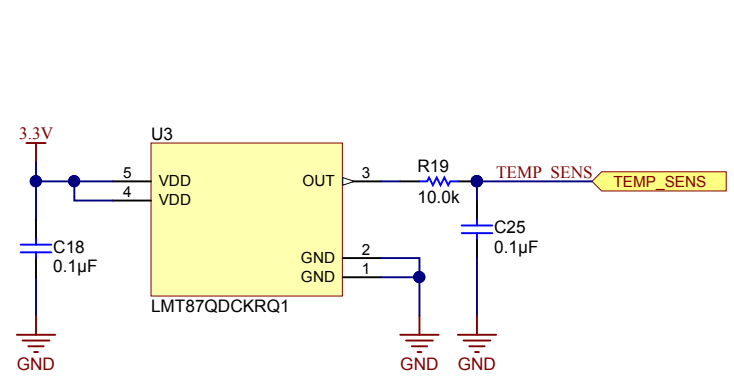 3.3V
U3
5 VDD
4 VDD
OUT 3
R19
10.0k
TEMP_SENS
TEMP_SENS
C18
0.1µF
C25
0.1µF
GND 2
GND 1
LMT87QDCKRQ1
GND
GND
GND